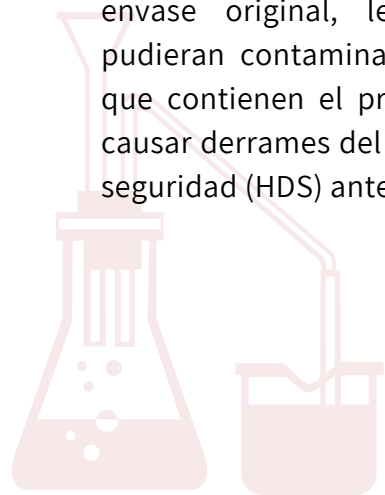 envase original, le
pudieran contamina
que contienen el pr
causar derrames del
seguridad (HDS) ante